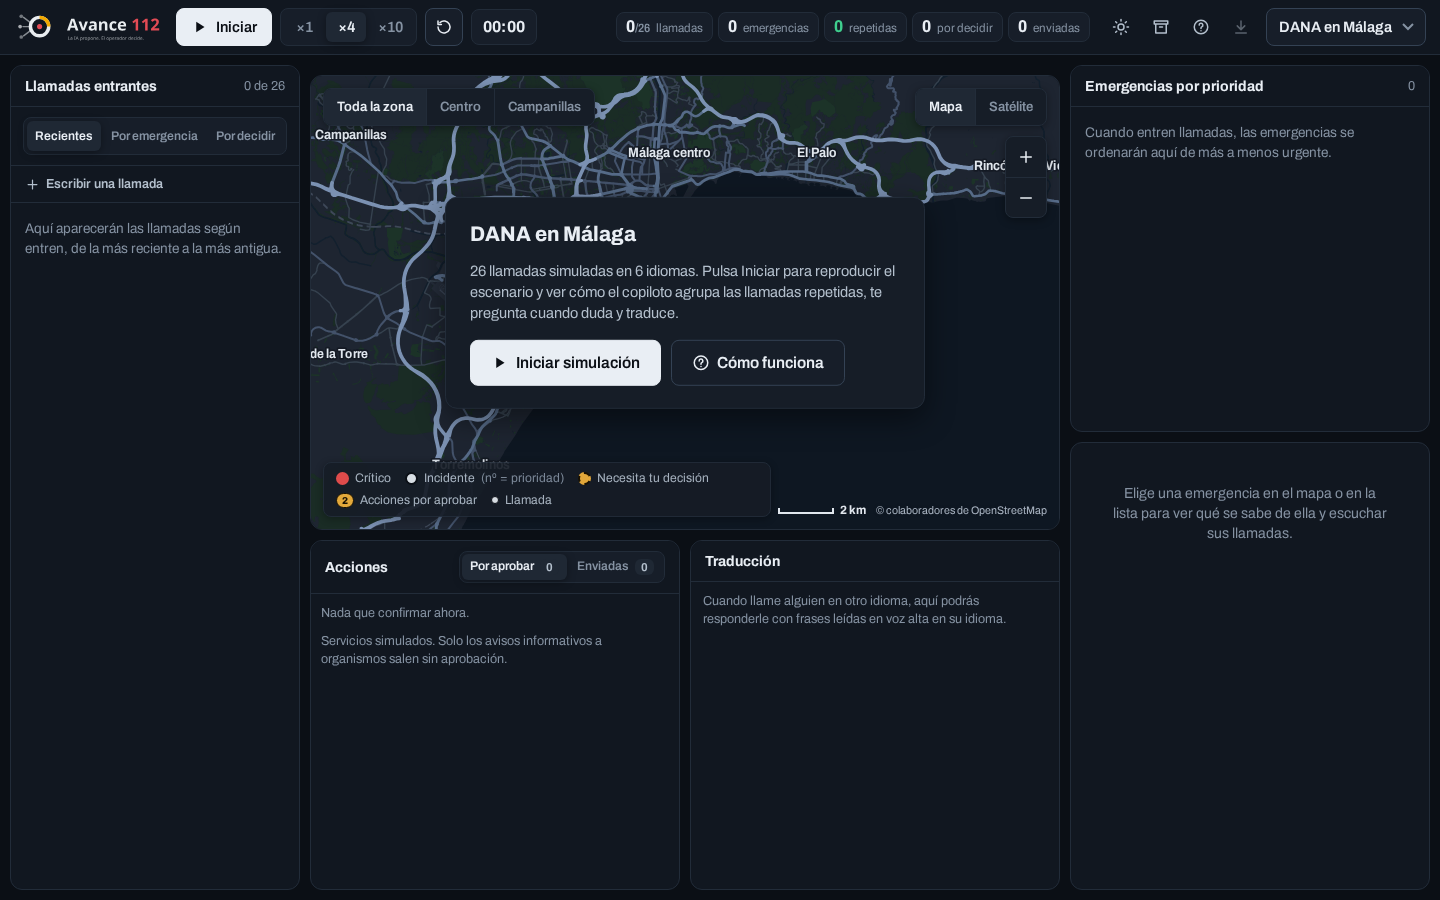 Avance 112
La IA propone. El operador decide.
Iniciar
×1 ×4 ×10
00:00
0/26 llamadas
0 emergencias
0 repetidas
0 por decidir
0 enviadas
DANA en Málaga
Llamadas entrantes 0 de 26
Recientes Por emergencia Por decidir
+ Escribir una llamada
Aquí aparecerán las llamadas según
entren, de la más reciente a la más antigua.
Toda la zona Centro Campanillas
Mapa Satélite
Campanillas
Málaga centro
El Palo
+
−
de la Torre
Torremolinos
DANA en Málaga
26 llamadas simuladas en 6 idiomas. Pulsa Iniciar para reproducir el
escenario y ver cómo el copiloto agrupa las llamadas repetidas, te
pregunta cuando duda y traduce.
Iniciar simulación
Cómo funciona
Crítico Incidente (nº = prioridad) Necesita tu decisión
2 Acciones por aprobar Llamada
2 km © colaboradores de OpenStreetMap
Acciones
Por aprobar 0 Enviadas 0
Nada que confirmar ahora.
Servicios simulados. Solo los avisos informativos a
organismos salen sin aprobación.
Traducción
Cuando llame alguien en otro idioma, aquí podrás
responderle con frases leídas en voz alta en su idioma.
Emergencias por prioridad 0
Cuando entren llamadas, las emergencias se
ordenarán aquí de más a menos urgente.
Elige una emergencia en el mapa o en la
lista para ver qué se sabe de ella y escuchar
sus llamadas.